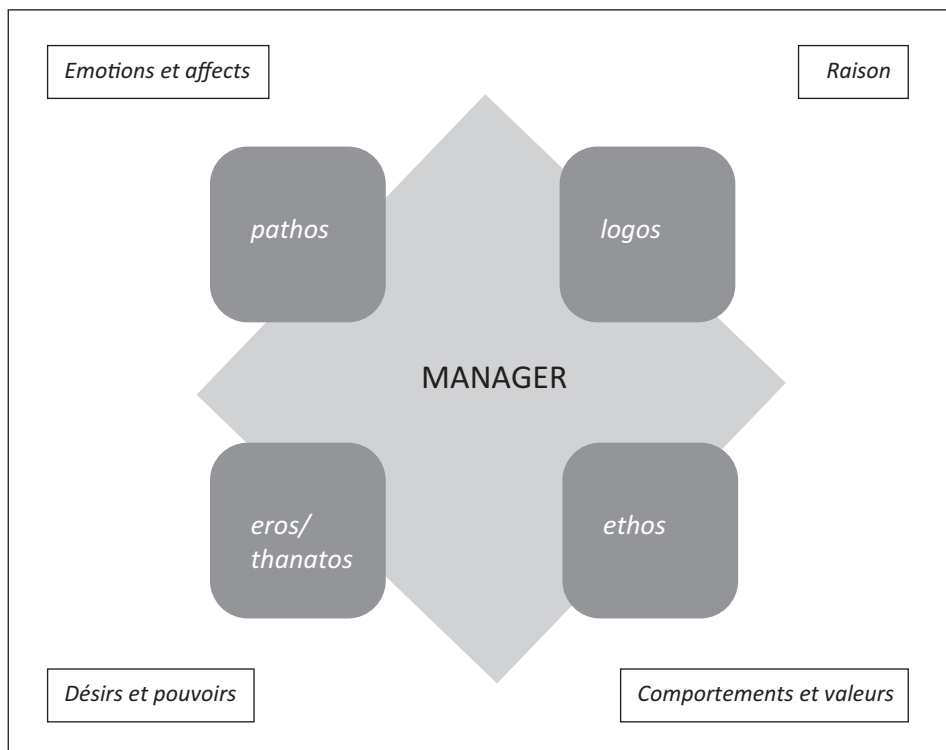 Emotions et affects
Raison
pathos
logos
MANAGER
eros/
thanatos
ethos
Désirs et pouvoirs
Comportements et valeurs